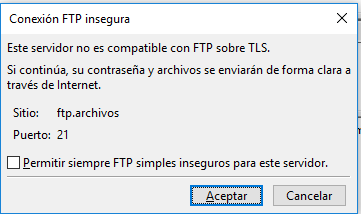 Conexión FTP insegura
Este servidor no es compatible con FTP sobre TLS.
Si continúa, su contraseña y archivos se enviarán de forma clara a
través de Internet.
Sitio: ftp.archivos
Puerto: 21
Permitir siempre FTP simples inseguros para este servidor.
Aceptar Cancelar